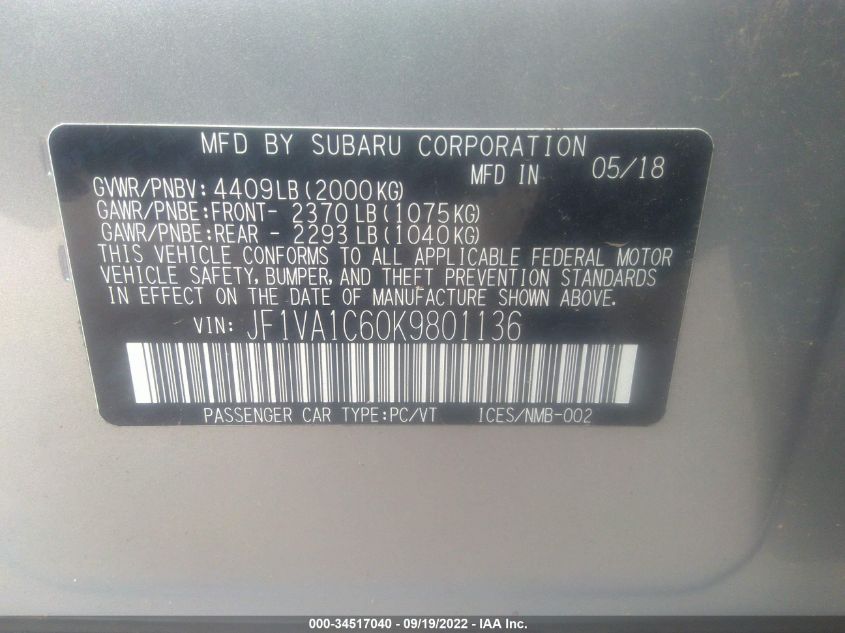 MFD BY SUBARU CORPORATION
MFD IN 05/18
GVWR/PNBV: 4409LB(2000KG)
GAWR/PNBE:FRONT- 2370LB(1075KG)
GAWR/PNBE:REAR - 2293LB(1040KG)
THIS VEHICLE CONFORMS TO ALL APPLICABLE FEDERAL MOTOR
VEHICLE SAFETY,BUMPER,AND THEFT PREVENTION STANDARDS
IN EFFECT ON THE DATE OF MANUFACTURE SHOWN ABOVE.
VIN: JF1VA1C60K9801136
PASSENGER CAR TYPE:PC/VT ICES/NMB-002
000-34517040 - 09/19/2022 - IAA Inc.